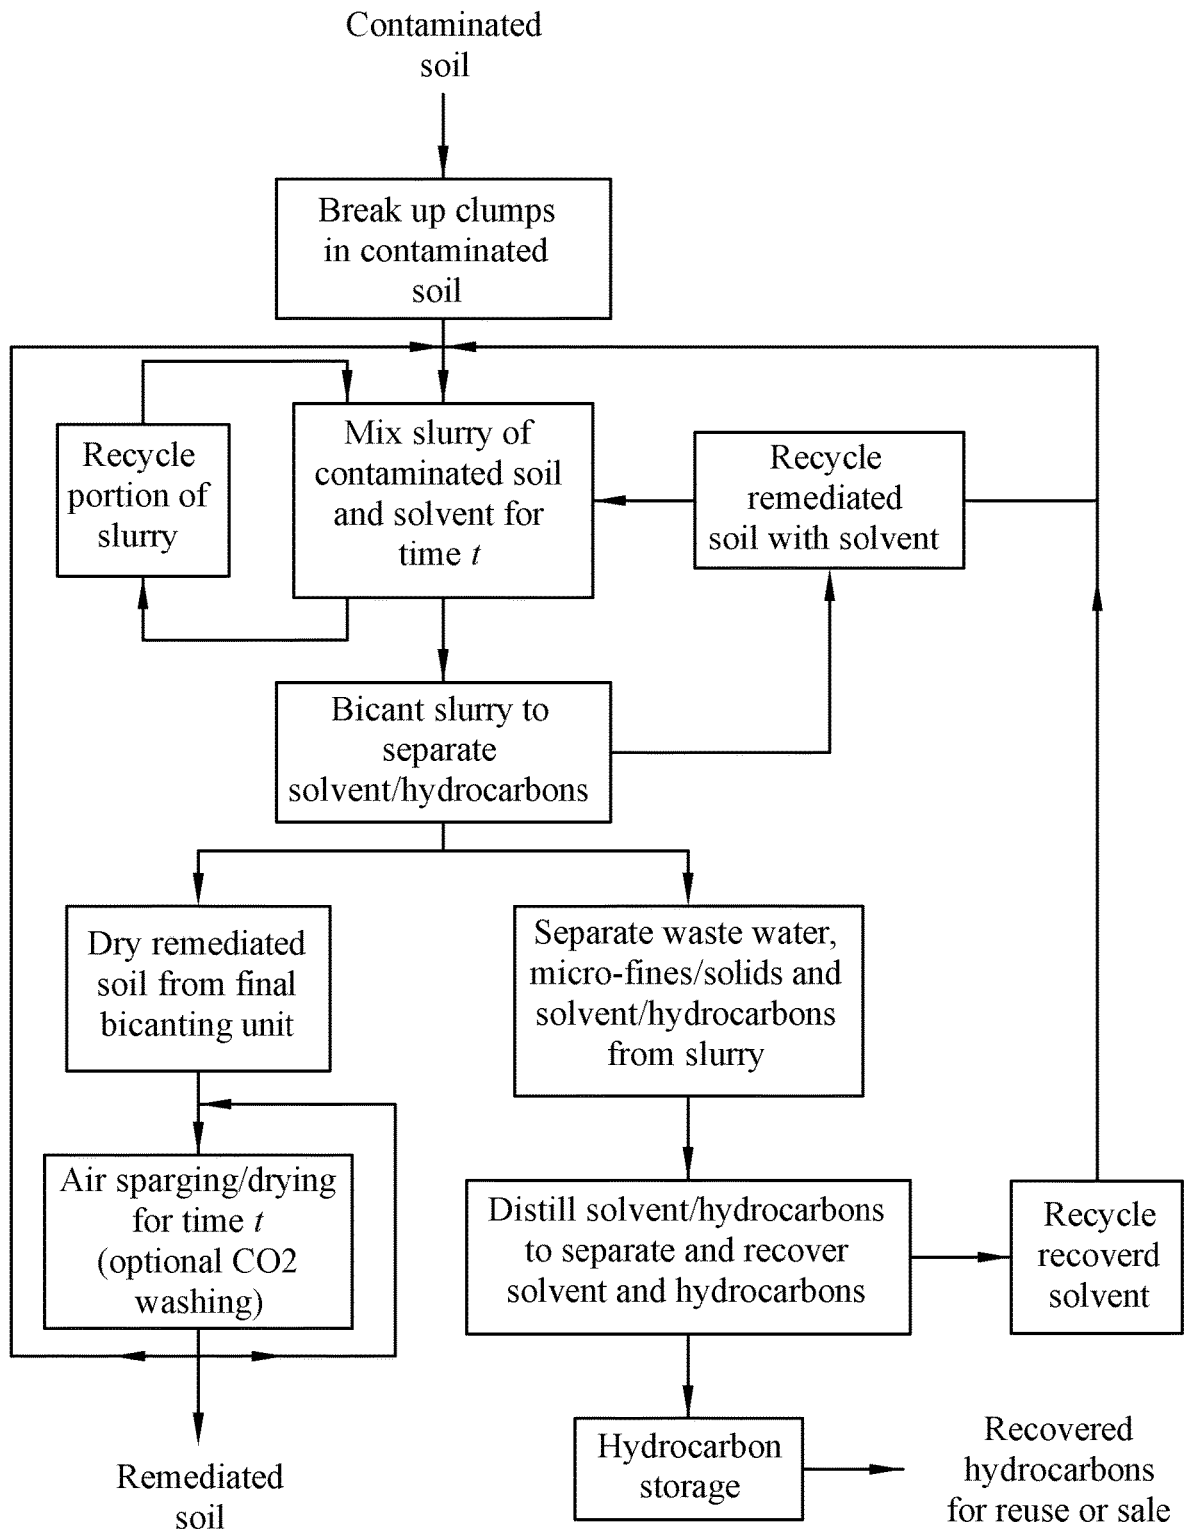 Contaminated
soil
Break up clumps
in contaminated
soil
Recycle
portion of
slurry
Mix slurry of
contaminated soil
and solvent for
time t
Recycle
remediated
soil with solvent
Bicant slurry to
separate
solvent/hydrocarbons
Dry remediated
soil from final
bicanting unit
Separate waste water,
micro-fines/solids and
solvent/hydrocarbons
from slurry
Air sparging/drying
for time t
(optional CO2
washing)
Distill solvent/hydrocarbons
to separate and recover
solvent and hydrocarbons
Recycle
recoverd
solvent
Remediated
soil
Hydrocarbon
storage
Recovered
hydrocarbons
for reuse or sale